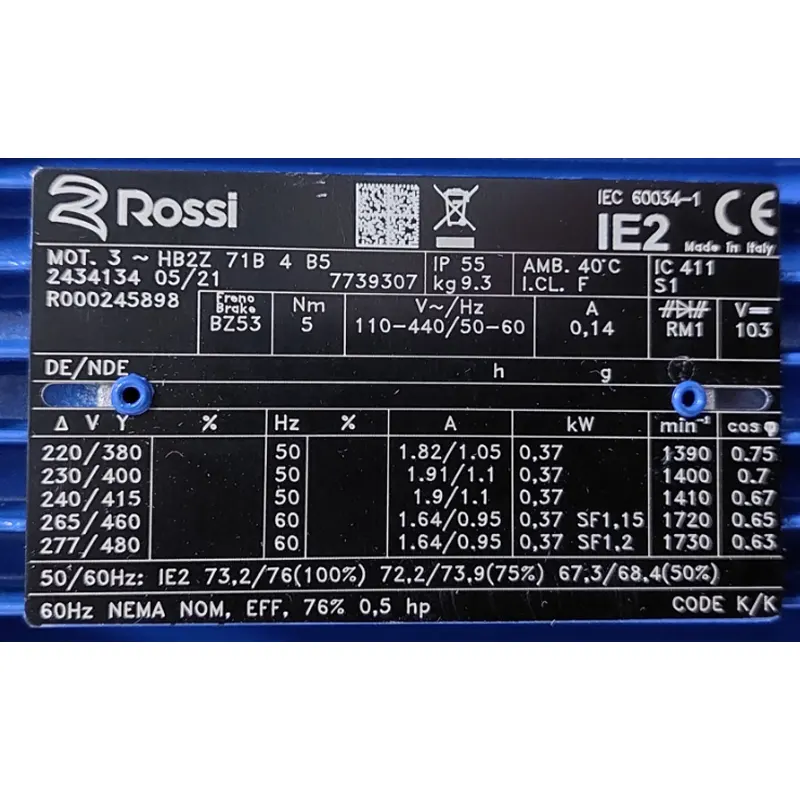 Rossi
IEC 60034-1
IE2
CE
Made In Italy
MOT. 3 ~ HB2Z 71B 4 B5
2434134 05/21 7739307
IP 55
kg 9.3
AMB. 40°C
I.CL. F
IC 411
S1
R000245898
Freno
Brake
BZ53
Nm
5
V~/Hz
110-440/50-60
A
0,14
RM1
V⎓
103
DE/NDE h g
Δ V Y % Hz % A kW min⁻¹ cos φ
220/380 50 1.82/1.05 0,37 1390 0.75
230/400 50 1.91/1.1 0,37 1400 0.7
240/415 50 1.9/1.1 0,37 1410 0.67
265/460 60 1.64/0.95 0,37 SF1,15 1720 0.65
277/480 60 1.64/0.95 0,37 SF1,2 1730 0.63
50/60Hz: IE2 73,2/76(100%) 72,2/73,9(75%) 67,3/68,4(50%)
60Hz NEMA NOM, EFF, 76% 0,5 hp CODE K/K